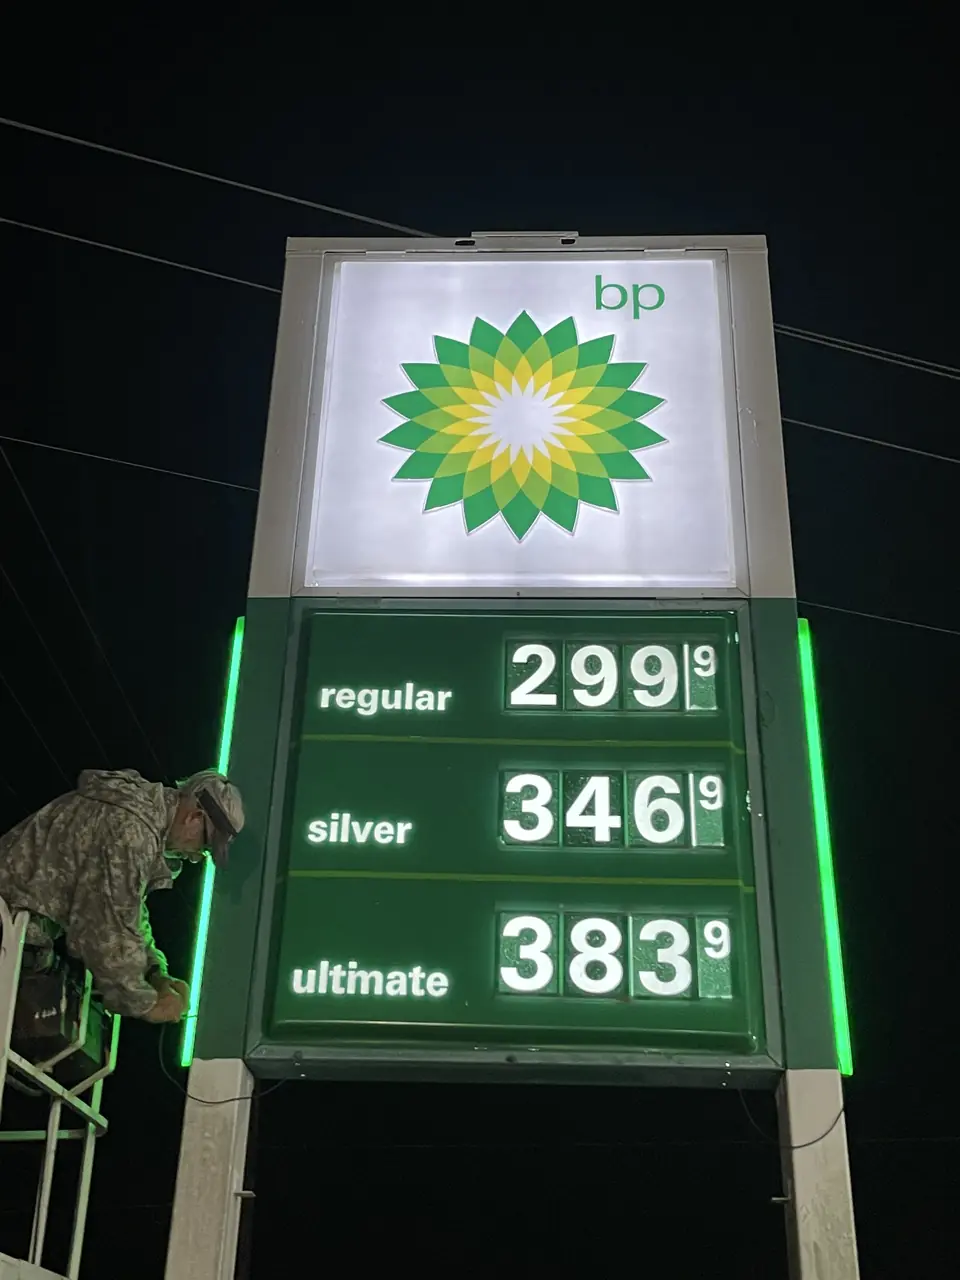 bp
regular 299 9
silver 346 9
ultimate 383 9